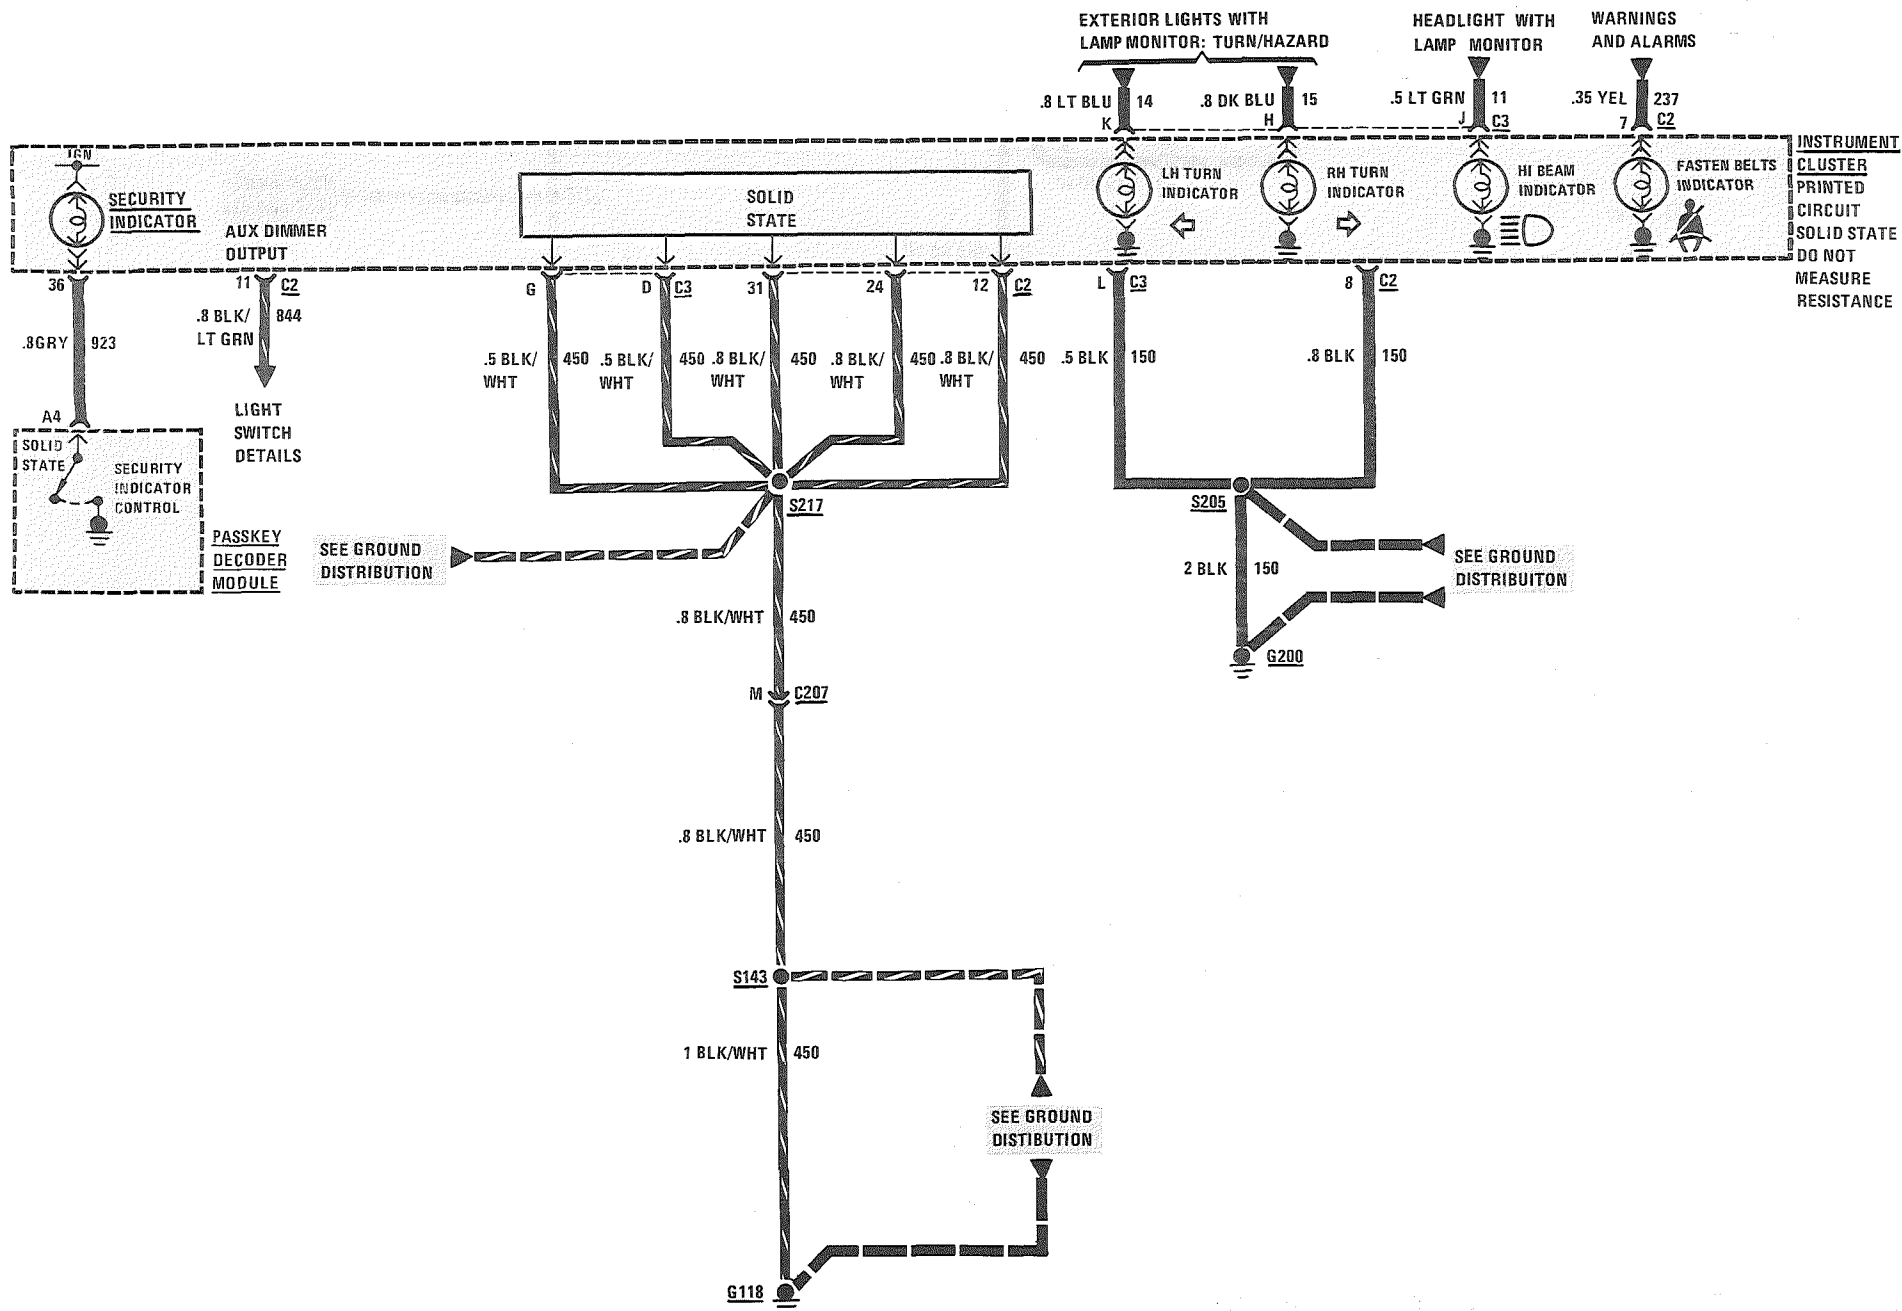 EXTERIOR LIGHTS WITH
LAMP MONITOR: TURN/HAZARD
HEADLIGHT WITH
LAMP MONITOR
WARNINGS
AND ALARMS
.8 LT BLU 14
K
.8 DK BLU 15
H
.5 LT GRN 11
J C3
.35 YEL 237
7 C2
INSTRUMENT
CLUSTER
PRINTED
CIRCUIT
SOLID STATE
DO NOT
MEASURE
RESISTANCE
IGN
SECURITY
INDICATOR
AUX DIMMER
OUTPUT
SOLID
STATE
LH TURN
INDICATOR
RH TURN
INDICATOR
HI BEAM
INDICATOR
FASTEN BELTS
INDICATOR
36
11 C2
G
D C3
31
24
12 C2
L C3
8 C2
.8GRY 923
.8 BLK/
LT GRN
844
.5 BLK/
WHT
450
.5 BLK/
WHT
450
.8 BLK/
WHT
450
.8 BLK/
WHT
450
.8 BLK/
WHT
450
.5 BLK 150
.8 BLK 150
A4
LIGHT
SWITCH
DETAILS
SOLID
STATE
SECURITY
INDICATOR
CONTROL
PASSKEY
DECODER
MODULE
S217
S205
SEE GROUND
DISTRIBUTION
2 BLK 150
SEE GROUND
DISTRIBUITON
.8 BLK/WHT 450
G200
M C207
.8 BLK/WHT 450
S143
1 BLK/WHT 450
SEE GROUND
DISTIBUTION
G118